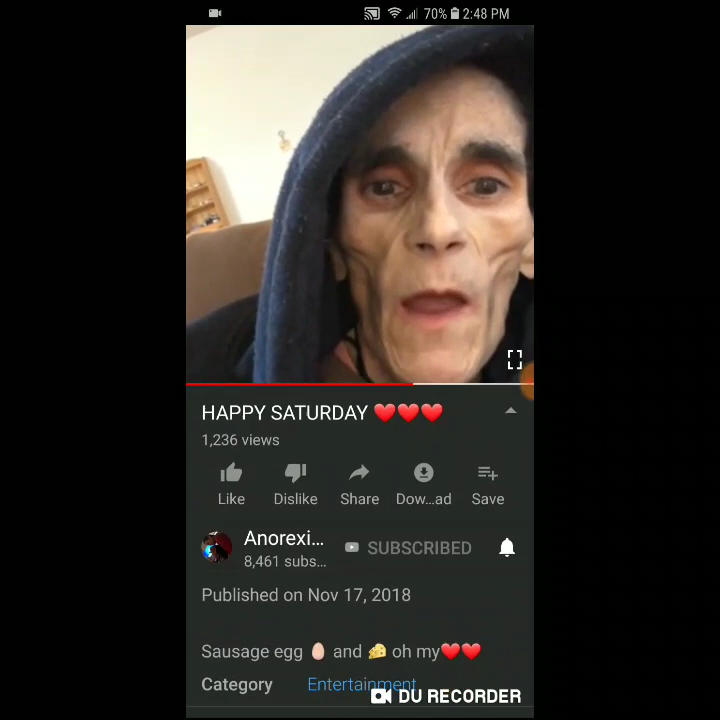 70% 2:48 PM
HAPPY SATURDAY ❤️❤️❤️
1,236 views
Like Dislike Share Dow...ad Save
Anorexi... SUBSCRIBED
8,461 subs...
Published on Nov 17, 2018
Sausage egg 🥚 and 🧀 oh my❤️❤️
Category Entertainment
DU RECORDER